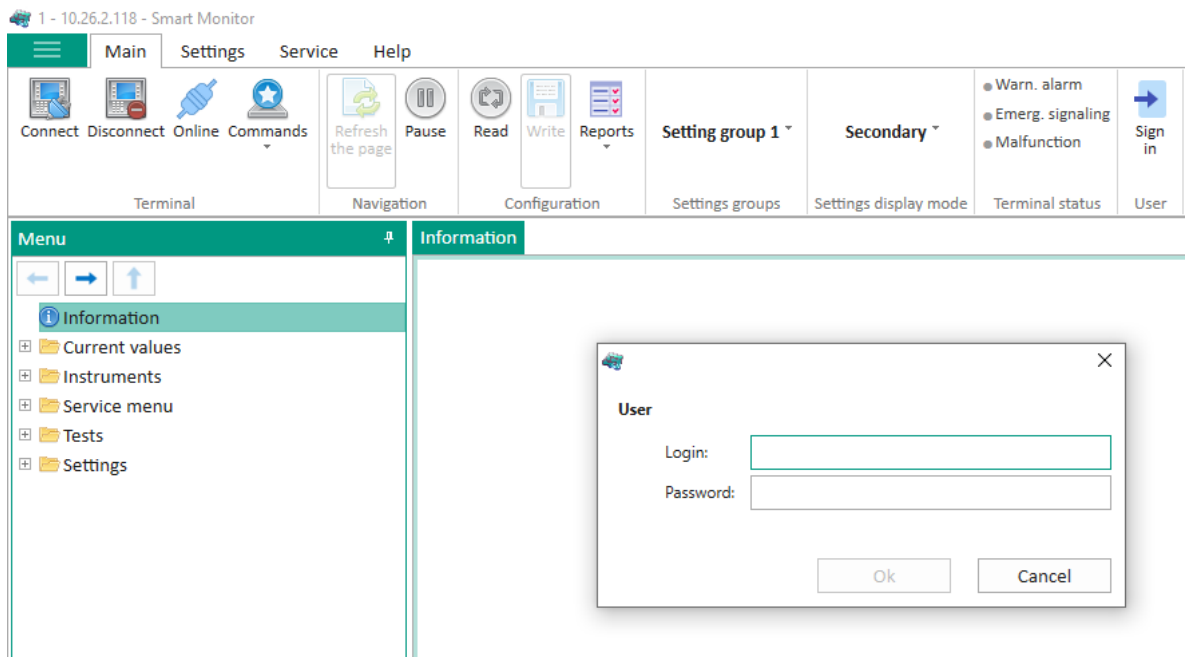 1 - 10.26.2.118 - Smart Monitor
Main Settings Service Help
Connect Disconnect Online Commands
Refresh the page
Pause
Read Write Reports
Setting group 1
Secondary
Warn. alarm
Emerg. signaling
Malfunction
Sign in
Terminal Navigation Configuration Settings groups Settings display mode Terminal status User
Menu
Information
Information
Current values
Instruments
Service menu
Tests
Settings
User
Login:
Password:
Ok Cancel